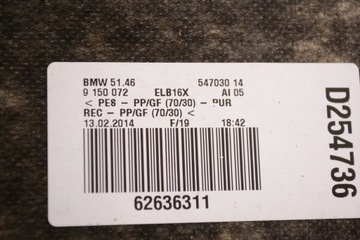 BMW 51.46 547030 14
9 150 072 ELB16X AI 05
< PES - PP/GF (70/30) - PUR
REC - PP/GF (70/30) >
13.02.2014 F/19 18:42
62636311
D254736